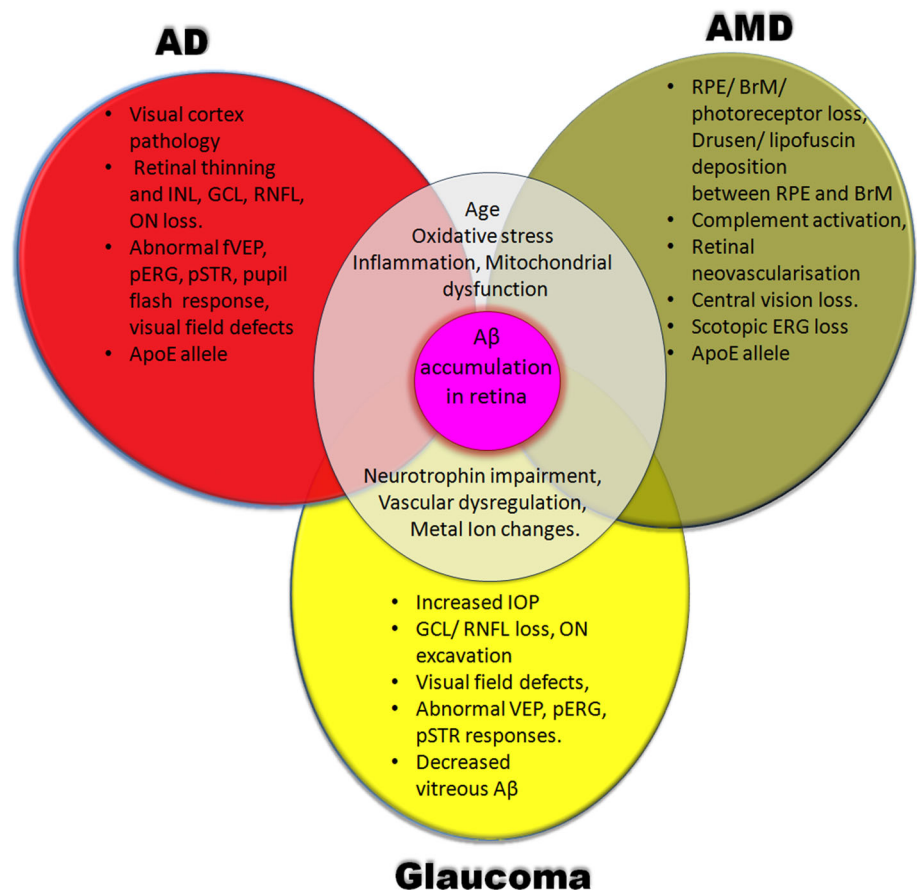 AD
AMD
• Visual cortex
pathology
• Retinal thinning
and INL, GCL, RNFL,
ON loss.
• Abnormal fVEP,
pERG, pSTR, pupil
flash response,
visual field defects
• ApoE allele
• RPE/ BrM/
photoreceptor loss,
Drusen/ lipofuscin
deposition
between RPE and BrM
• Complement activation,
• Retinal
neovascularisation
• Central vision loss.
• Scotopic ERG loss
• ApoE allele
Age
Oxidative stress
Inflammation, Mitochondrial
dysfunction
Aβ
accumulation
in retina
Neurotrophin impairment,
Vascular dysregulation,
Metal Ion changes.
• Increased IOP
• GCL/ RNFL loss, ON
excavation
• Visual field defects,
• Abnormal VEP, pERG,
pSTR responses.
• Decreased
vitreous Aβ
Glaucoma